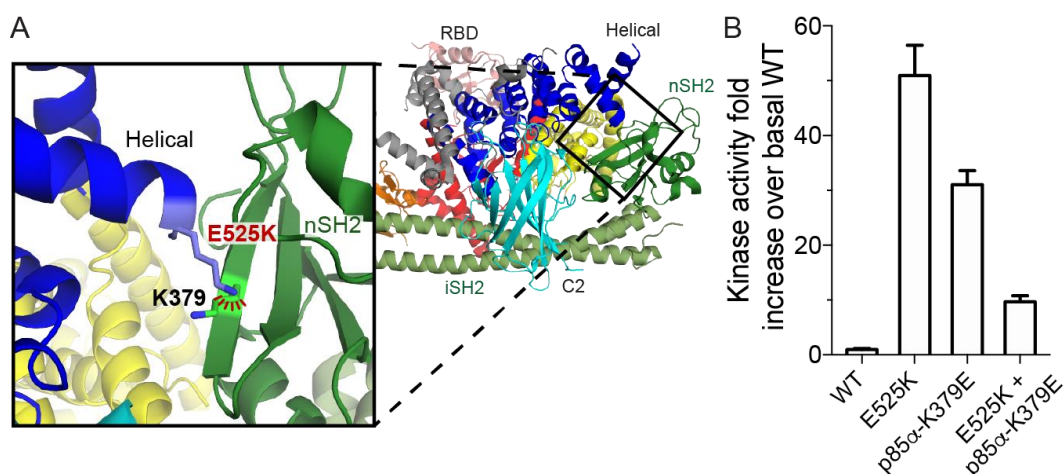 A
RBD
Helical
nSH2
Helical
nSH2
E525K
K379
iSH2
C2
B
Kinase activity fold
increase over basal WT
60
40
20
0
WT
E525K
p85α-K379E
E525K +
p85α-K379E